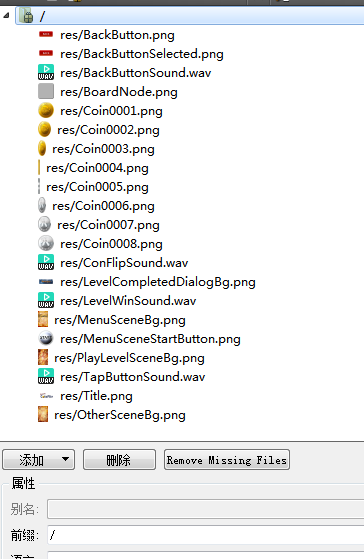 /
res/BackButton.png
res/BackButtonSelected.png
res/BackButtonSound.wav
res/BoardNode.png
res/Coin0001.png
res/Coin0002.png
res/Coin0003.png
res/Coin0004.png
res/Coin0005.png
res/Coin0006.png
res/Coin0007.png
res/Coin0008.png
res/ConFlipSound.wav
res/LevelCompletedDialogBg.png
res/LevelWinSound.wav
res/MenuSceneBg.png
res/MenuSceneStartButton.png
res/PlayLevelSceneBg.png
res/TapButtonSound.wav
res/Title.png
res/OtherSceneBg.png
添加 删除 Remove Missing Files
属性
别名:
前缀: /